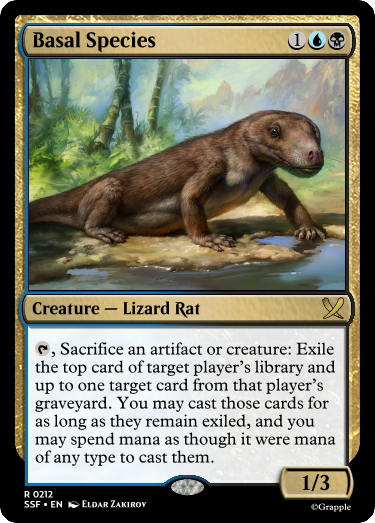 Basal Species 1
Creature — Lizard Rat
, Sacrifice an artifact or creature: Exile
the top card of target player's library and
up to one target card from that player's
graveyard. You may cast those cards for
as long as they remain exiled, and you
may spend mana as though it were mana
of any type to cast them.
1/3
R 0212
SSF • EN Eldar Zakirov
©Grapple